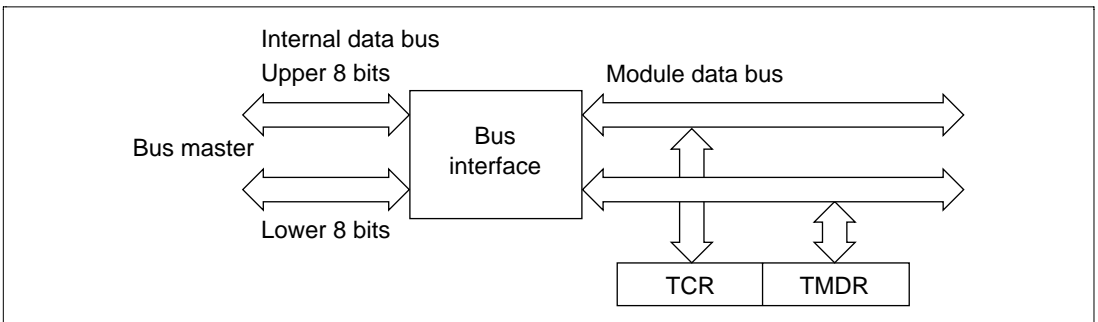 Internal data bus
Upper 8 bits
Module data bus
Bus master
Bus
interface
Lower 8 bits
TCR
TMDR